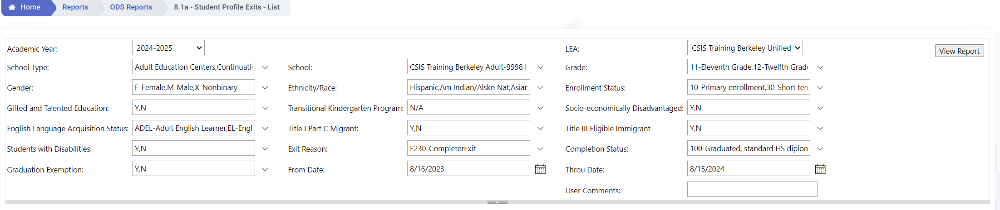 Home Reports ODS Reports 8.1a - Student Profile Exits - List
Academic Year: 2024-2025 LEA: CSIS Training Berkeley Unified View Report
School Type: Adult Education Centers,Continuati School: CSIS Training Berkeley Adult-99981 Grade: 11-Eleventh Grade,12-Twelfth Grad
Gender: F-Female,M-Male,X-Nonbinary Ethnicity/Race: Hispanic,Am Indian/Alskn Nat,Asian Enrollment Status: 10-Primary enrollment,30-Short ter
Gifted and Talented Education: Y,N Transitional Kindergarten Program: N/A Socio-economically Disadvantaged: Y,N
English Language Acquisition Status: ADEL-Adult English Learner,EL-Engl Title I Part C Migrant: Y,N Title III Eligible Immigrant Y,N
Students with Disabilities: Y,N Exit Reason: E230-CompleterExit Completion Status: 100-Graduated, standard HS diplom
Graduation Exemption: Y,N From Date: 8/16/2023 Throu Date: 8/15/2024
User Comments: